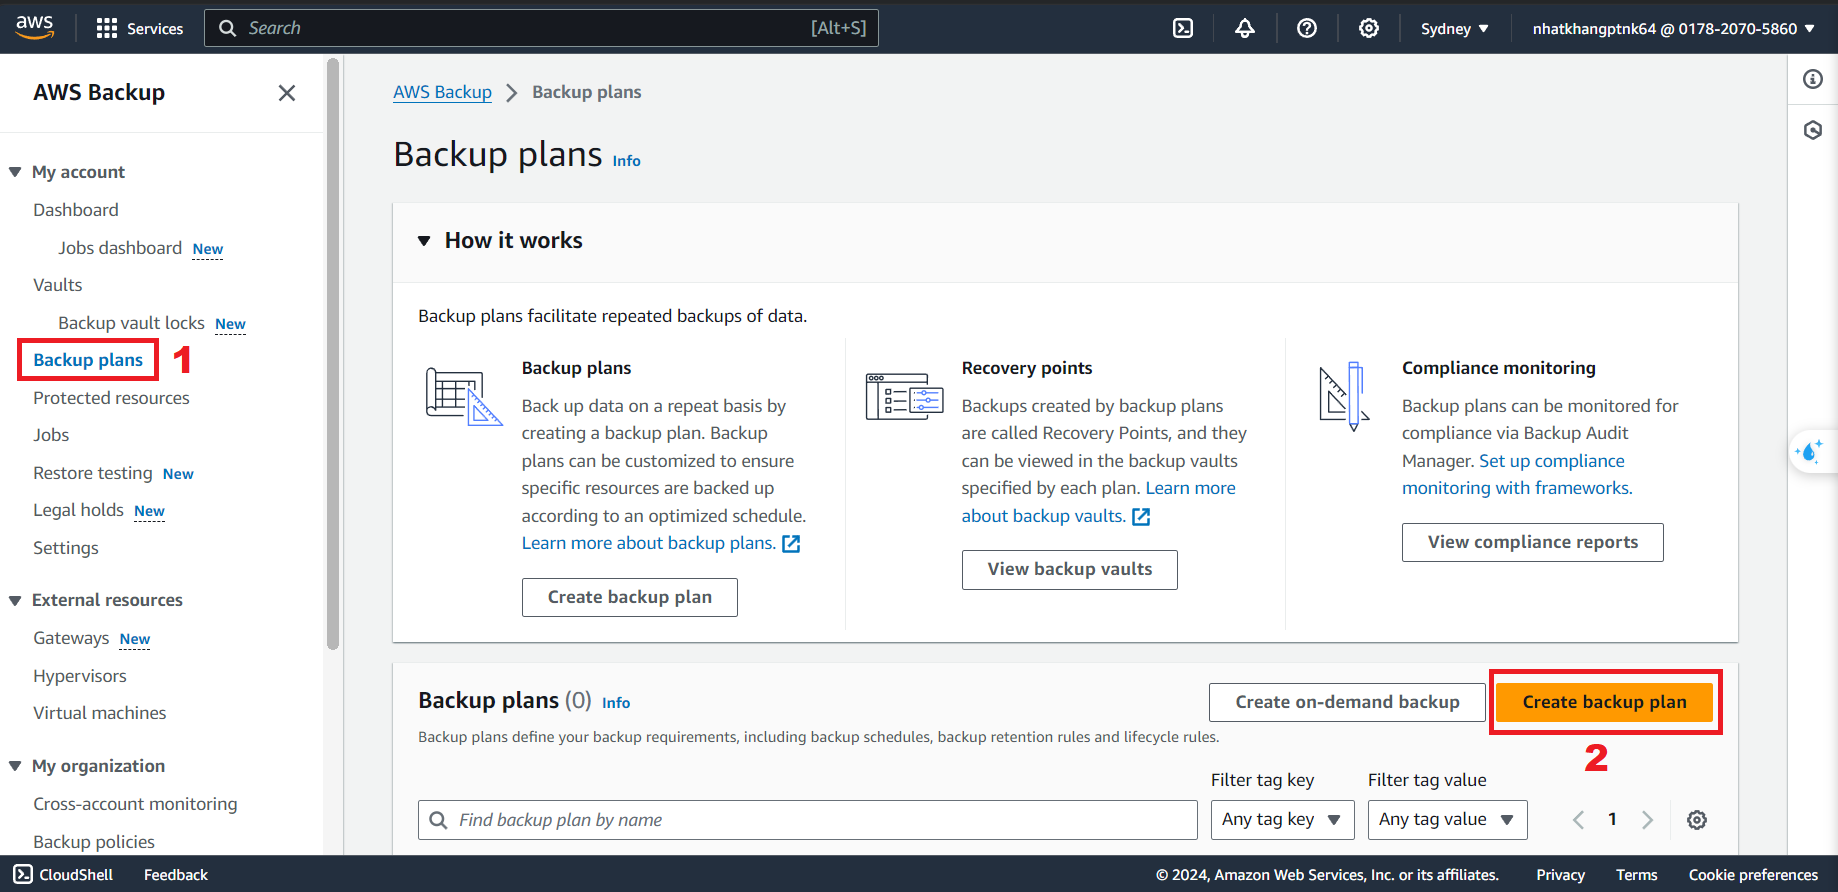 aws
Services
Search
[Alt+S]
Sydney
nhatkhangptnk64 @ 0178-2070-5860
AWS Backup
My account
Dashboard
Jobs dashboard New
Vaults
Backup vault locks New
Backup plans
1
Protected resources
Jobs
Restore testing New
Legal holds New
Settings
External resources
Gateways New
Hypervisors
Virtual machines
My organization
Cross-account monitoring
Backup policies
AWS Backup
Backup plans
Backup plans Info
How it works
Backup plans facilitate repeated backups of data.
Backup plans
Back up data on a repeat basis by
creating a backup plan. Backup
plans can be customized to ensure
specific resources are backed up
according to an optimized schedule.
Learn more about backup plans.
Create backup plan
Recovery points
Backups created by backup plans
are called Recovery Points, and they
can be viewed in the backup vaults
specified by each plan. Learn more
about backup vaults.
View backup vaults
Compliance monitoring
Backup plans can be monitored for
compliance via Backup Audit
Manager. Set up compliance
monitoring with frameworks.
View compliance reports
Backup plans (0) Info
Create on-demand backup
Create backup plan
Backup plans define your backup requirements, including backup schedules, backup retention rules and lifecycle rules.
2
Filter tag key
Filter tag value
Find backup plan by name
Any tag key
Any tag value
1
CloudShell
Feedback
© 2024, Amazon Web Services, Inc. or its affiliates.
Privacy
Terms
Cookie preferences